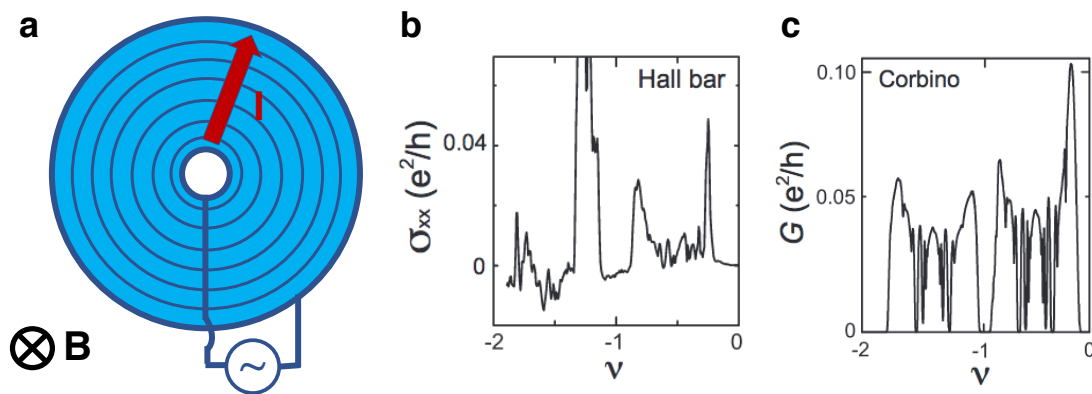 a
I
~
B
b
Hall bar
0.04
0
σxx (e²/h)
-2
-1
0
ν
c
Corbino
0.10
0.05
0
G (e²/h)
-2
-1
0
ν